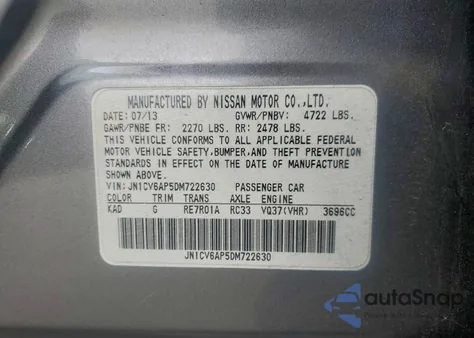 MANUFACTURED BY NISSAN MOTOR CO.,LTD.
DATE: 07/13 GVWR/PNBV: 4722 LBS.
GAWR/PNBE FR: 2270 LBS. RR: 2478 LBS.
THIS VEHICLE CONFORMS TO ALL APPLICABLE FEDERAL
MOTOR VEHICLE SAFETY, BUMPER, AND THEFT PREVENTION
STANDARDS IN EFFECT ON THE DATE OF MANUFACTURE
SHOWN ABOVE.
VIN: JN1CV6AP5DM722630 PASSENGER CAR
COLOR TRIM TRANS AXLE ENGINE
KAD G RE7R01A RC33 VQ37(VHR) 3696CC
JN1CV6AP5DM722630
autoSnap